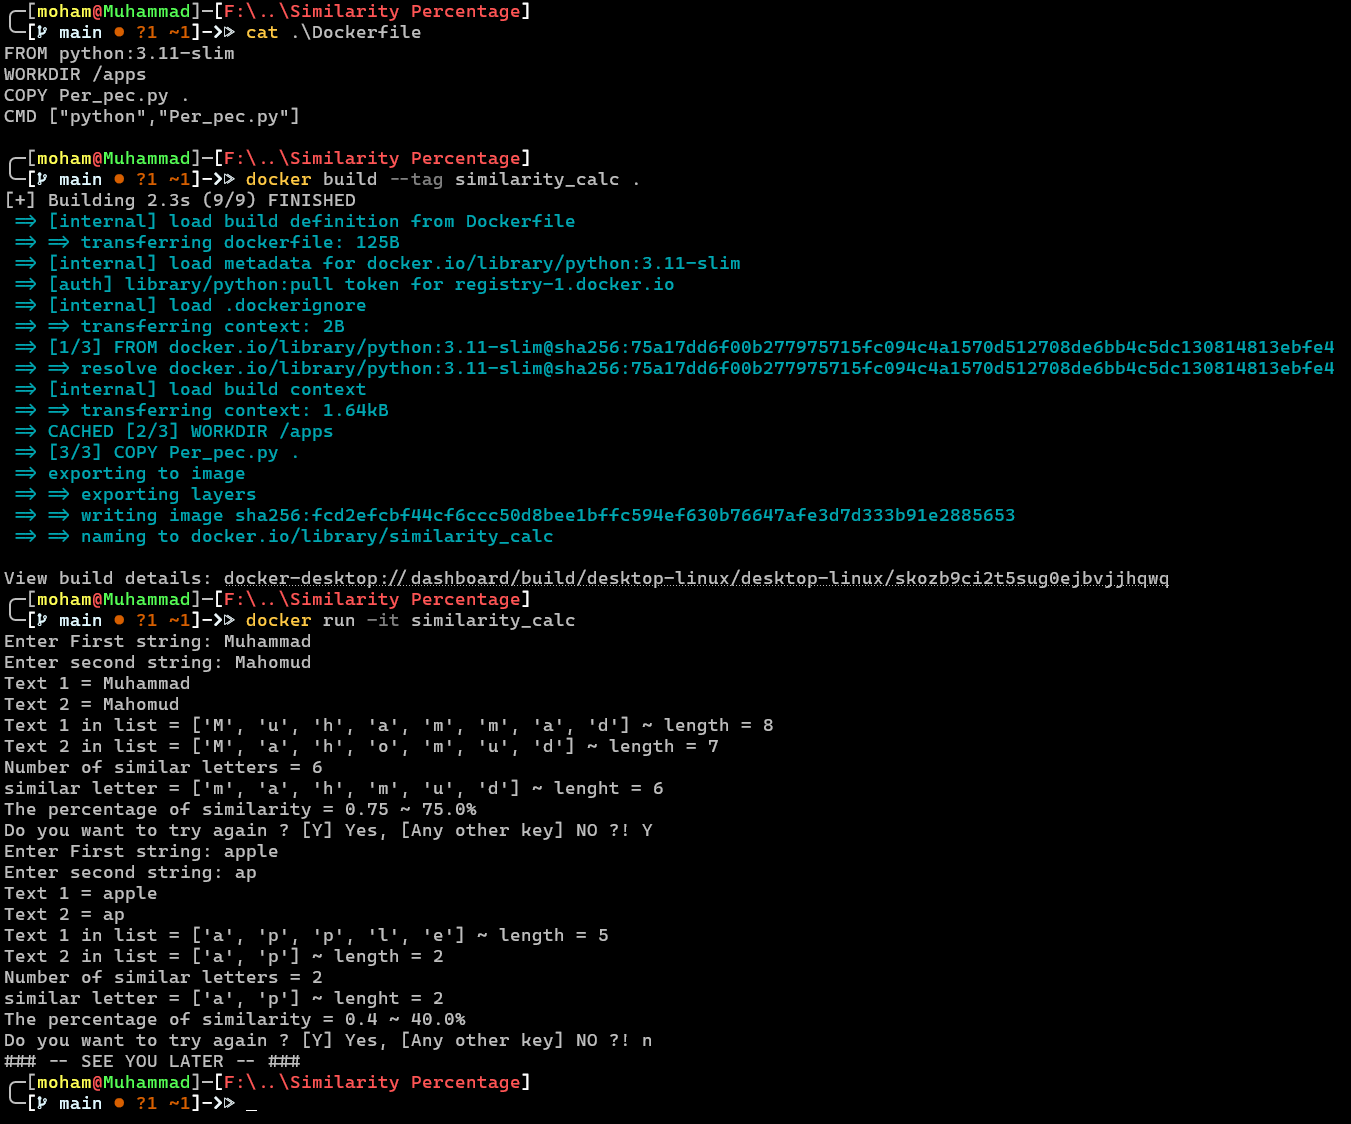 [moham@Muhammad]-[F:\..\Similarity Percentage]
[ main ● ?1 ~1]->> cat .\Dockerfile
FROM python:3.11-slim
WORKDIR /apps
COPY Per_pec.py .
CMD ["python","Per_pec.py"]
[moham@Muhammad]-[F:\..\Similarity Percentage]
[ main ● ?1 ~1]->> docker build --tag similarity_calc .
[+] Building 2.3s (9/9) FINISHED
=> [internal] load build definition from Dockerfile
=> => transferring dockerfile: 125B
=> [internal] load metadata for docker.io/library/python:3.11-slim
=> [auth] library/python:pull token for registry-1.docker.io
=> [internal] load .dockerignore
=> => transferring context: 2B
=> [1/3] FROM docker.io/library/python:3.11-slim@sha256:75a17dd6f00b277975715fc094c4a1570d512708de6bb4c5dc130814813ebfe4
=> => resolve docker.io/library/python:3.11-slim@sha256:75a17dd6f00b277975715fc094c4a1570d512708de6bb4c5dc130814813ebfe4
=> [internal] load build context
=> => transferring context: 1.64kB
=> CACHED [2/3] WORKDIR /apps
=> [3/3] COPY Per_pec.py .
=> exporting to image
=> => exporting layers
=> => writing image sha256:fcd2efcbf44cf6ccc50d8bee1bffc594ef630b76647afe3d7d333b91e2885653
=> => naming to docker.io/library/similarity_calc
View build details: docker-desktop://dashboard/build/desktop-linux/desktop-linux/skozb9ci2t5sug0ejbvjjhqwq
[moham@Muhammad]-[F:\..\Similarity Percentage]
[ main ● ?1 ~1]->> docker run -it similarity_calc
Enter First string: Muhammad
Enter second string: Mahomud
Text 1 = Muhammad
Text 2 = Mahomud
Text 1 in list = ['M', 'u', 'h', 'a', 'm', 'm', 'a', 'd'] ~ length = 8
Text 2 in list = ['M', 'a', 'h', 'o', 'm', 'u', 'd'] ~ length = 7
Number of similar letters = 6
similar letter = ['m', 'a', 'h', 'm', 'u', 'd'] ~ lenght = 6
The percentage of similarity = 0.75 ~ 75.0%
Do you want to try again ? [Y] Yes, [Any other key] NO ?! Y
Enter First string: apple
Enter second string: ap
Text 1 = apple
Text 2 = ap
Text 1 in list = ['a', 'p', 'p', 'l', 'e'] ~ length = 5
Text 2 in list = ['a', 'p'] ~ length = 2
Number of similar letters = 2
similar letter = ['a', 'p'] ~ lenght = 2
The percentage of similarity = 0.4 ~ 40.0%
Do you want to try again ? [Y] Yes, [Any other key] NO ?! n
### -- SEE YOU LATER -- ###
[moham@Muhammad]-[F:\..\Similarity Percentage]
[ main ● ?1 ~1]->> _